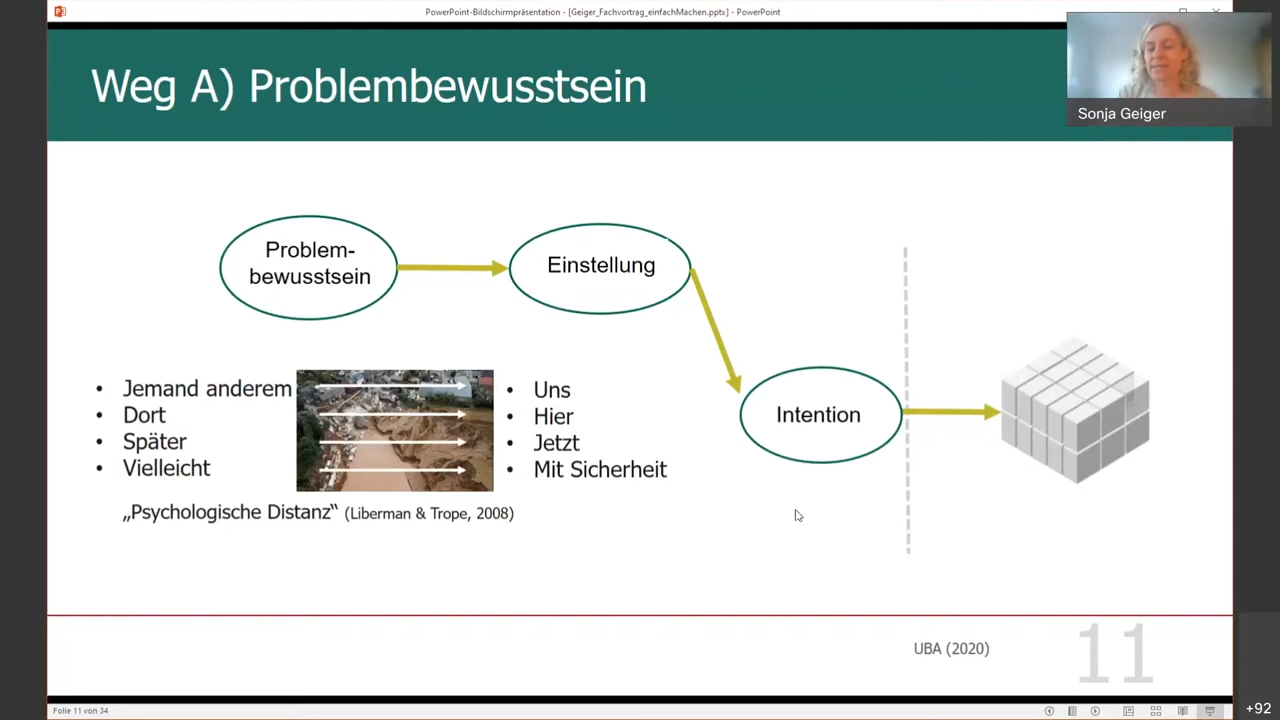 PowerPoint-Bildschirmpräsentation - [Geiger_Fachvortrag_einfachMachen.pptx] - PowerPoint
Weg A) Problembewusstsein
Sonja Geiger
Problem-
bewusstsein
Einstellung
Intention
• Jemand anderem
• Dort
• Später
• Vielleicht
• Uns
• Hier
• Jetzt
• Mit Sicherheit
„Psychologische Distanz“ (Liberman & Trope, 2008)
UBA (2020)
11
Folie 11 von 34
+92